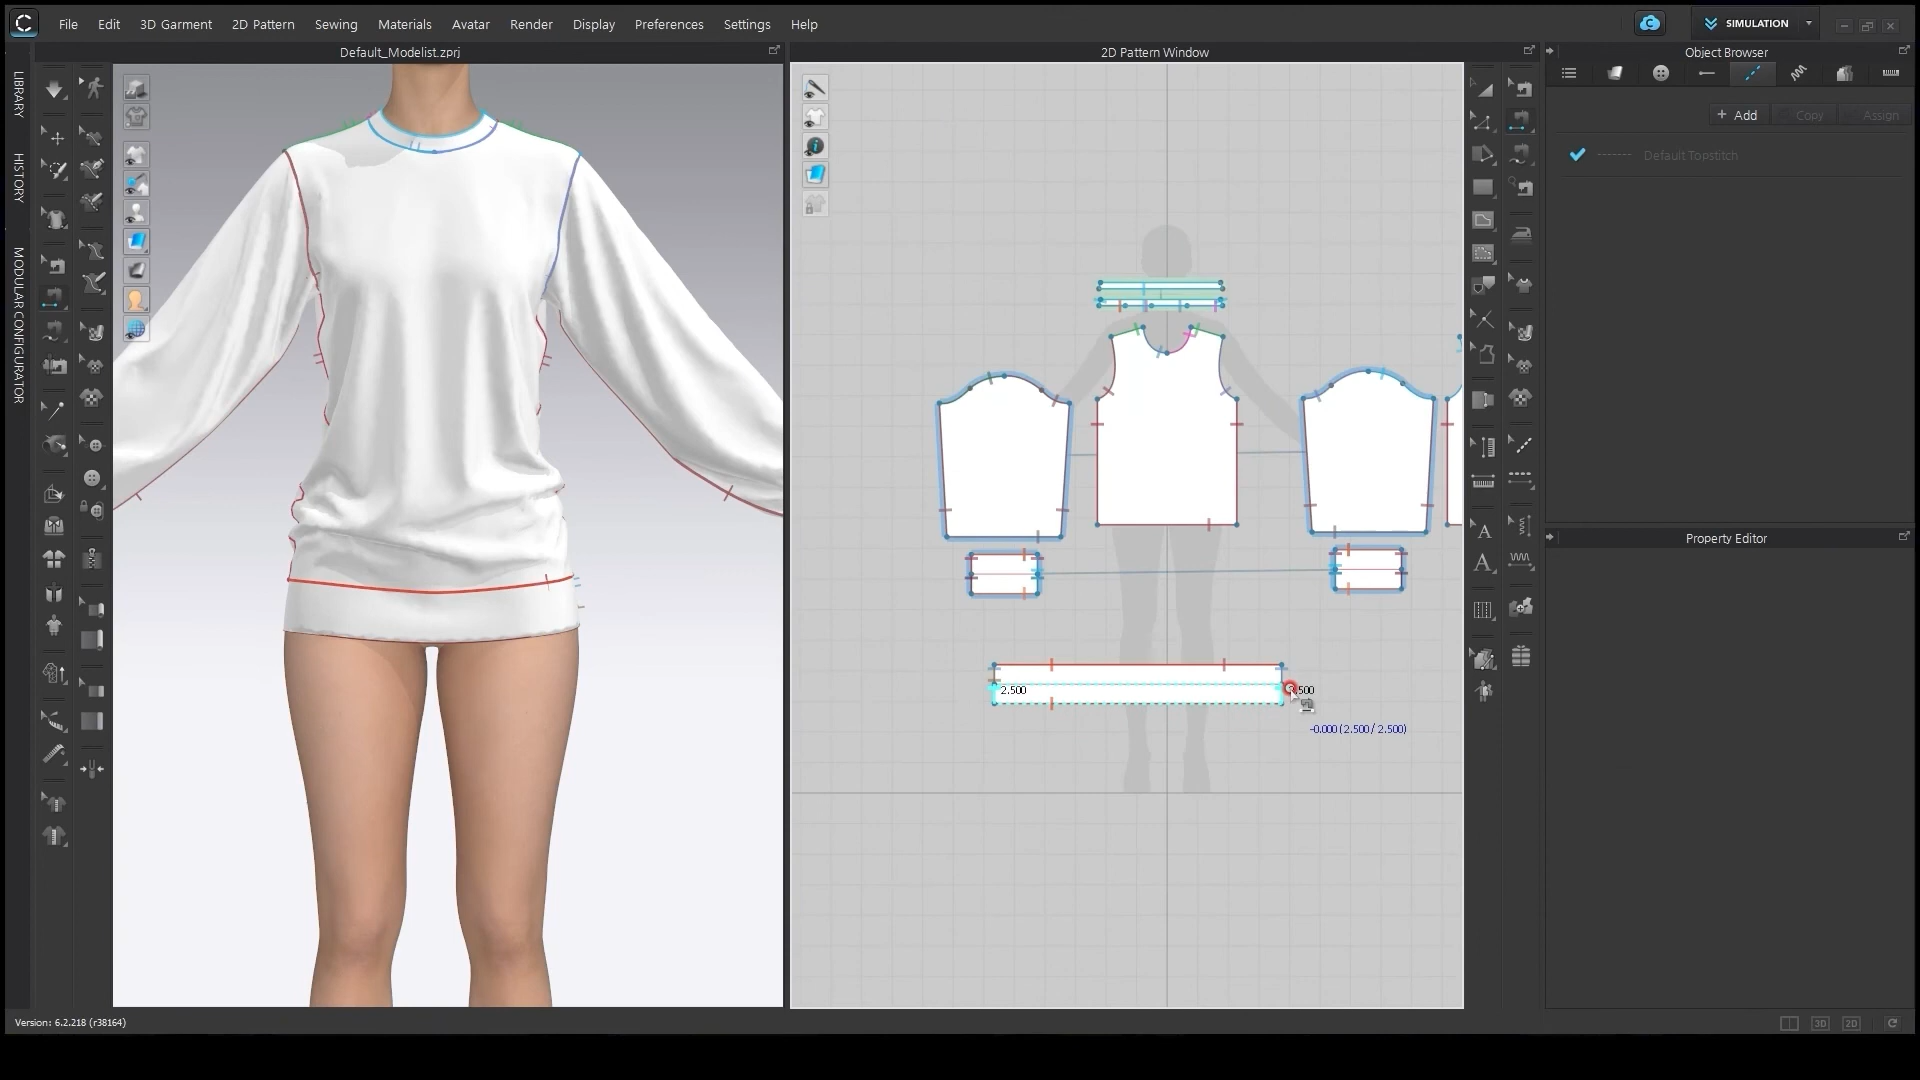 File Edit 3D Garment 2D Pattern Sewing Materials Avatar Render Display Preferences Settings Help
SIMULATION
Default_Modelist.zprj
2D Pattern Window
Object Browser
LIBRARY
HISTORY
MODULAR CONFIGURATOR
+ Add
Copy
Assign
Default Topstitch
Property Editor
A
A
2.500
500
-0.000 (2.500 / 2.500)
Version: 6.2.218 (r38164)
3D
2D